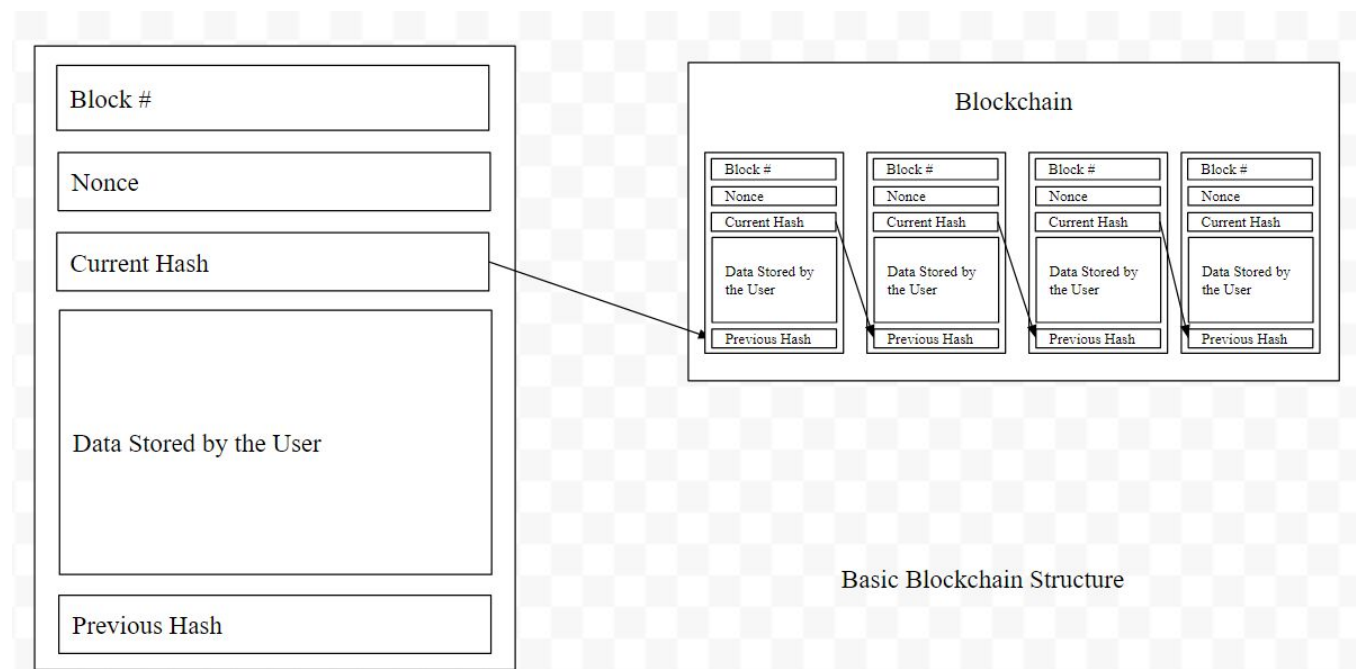 Block #
Nonce
Current Hash
Data Stored by the User
Previous Hash
Blockchain
Block #
Nonce
Current Hash
Data Stored by
the User
Previous Hash
Block #
Nonce
Current Hash
Data Stored by
the User
Previous Hash
Block #
Nonce
Current Hash
Data Stored by
the User
Previous Hash
Block #
Nonce
Current Hash
Data Stored by
the User
Previous Hash
Basic Blockchain Structure